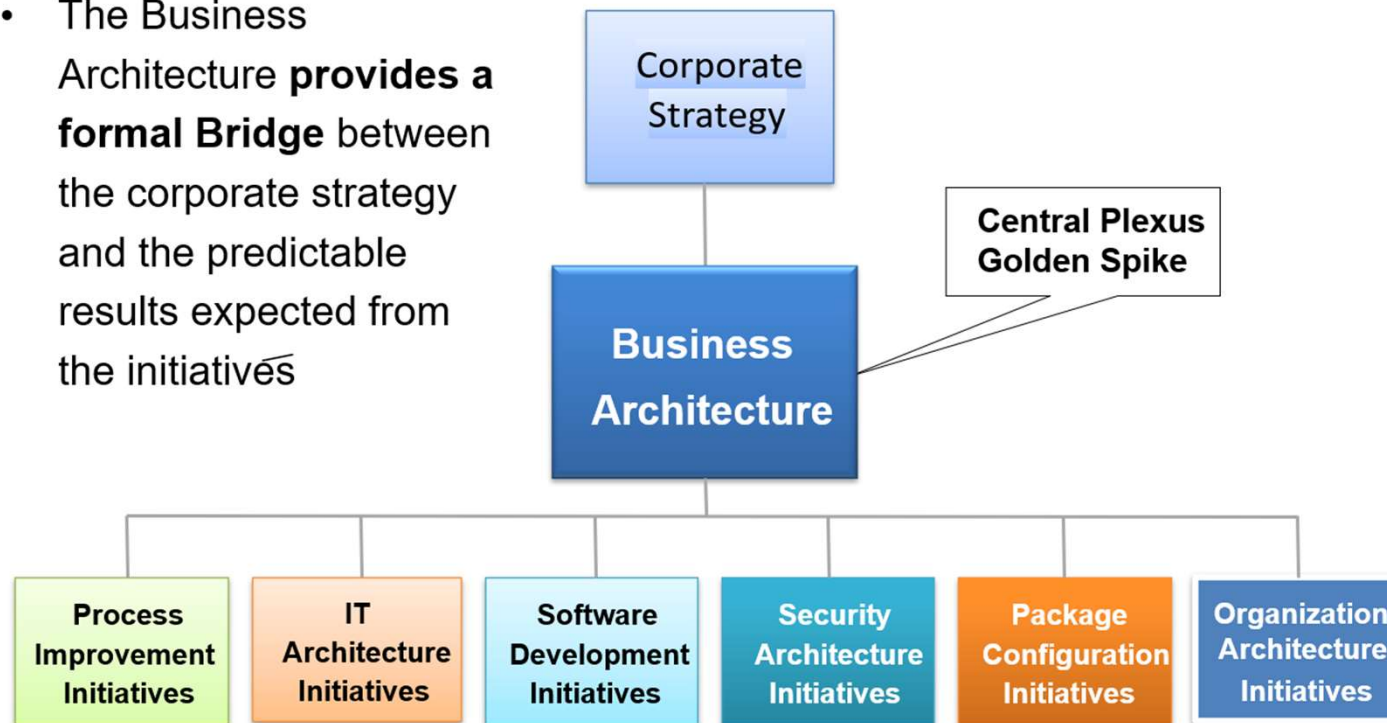 • The Business
Architecture provides a
formal Bridge between
the corporate strategy
and the predictable
results expected from
the initiatives
Corporate
Strategy
Central Plexus
Golden Spike
Business
Architecture
Process
Improvement
Initiatives
IT
Architecture
Initiatives
Software
Development
Initiatives
Security
Architecture
Initiatives
Package
Configuration
Initiatives
Organization
Architecture
Initiatives